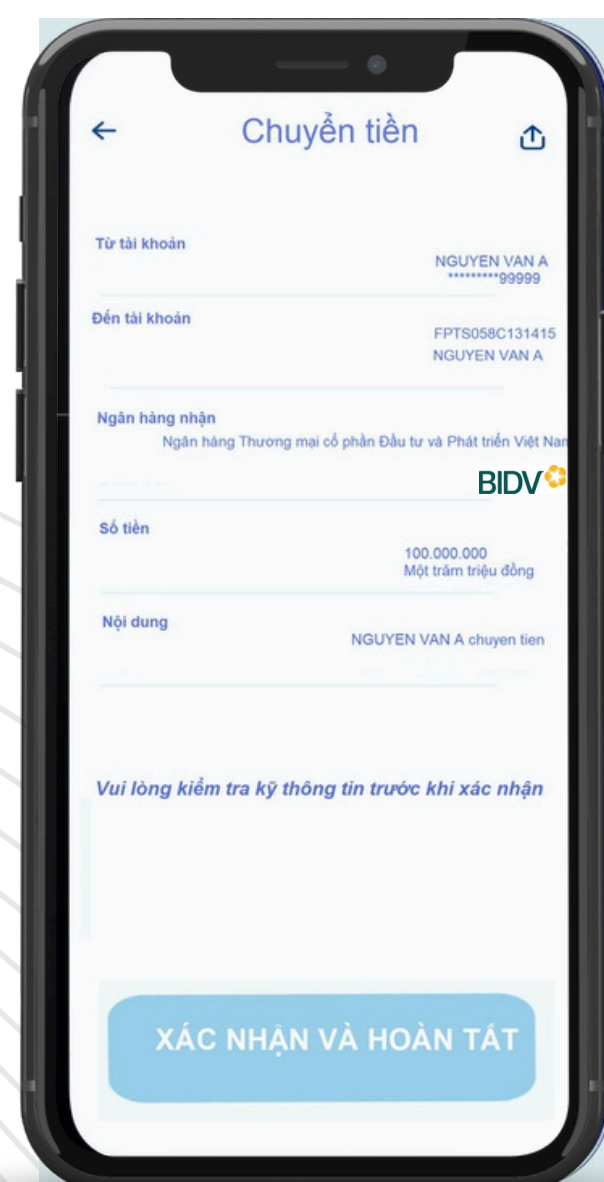 Chuyển tiền
Từ tài khoản
NGUYEN VAN A
*********99999
Đến tài khoản
FPTS058C131415
NGUYEN VAN A
Ngân hàng nhận
Ngân hàng Thương mại cổ phần Đầu tư và Phát triển Việt Nam
BIDV
Số tiền
100.000.000
Một trăm triệu đồng
Nội dung
NGUYEN VAN A chuyen tien
Vui lòng kiểm tra kỹ thông tin trước khi xác nhận
XÁC NHẬN VÀ HOÀN TẤT